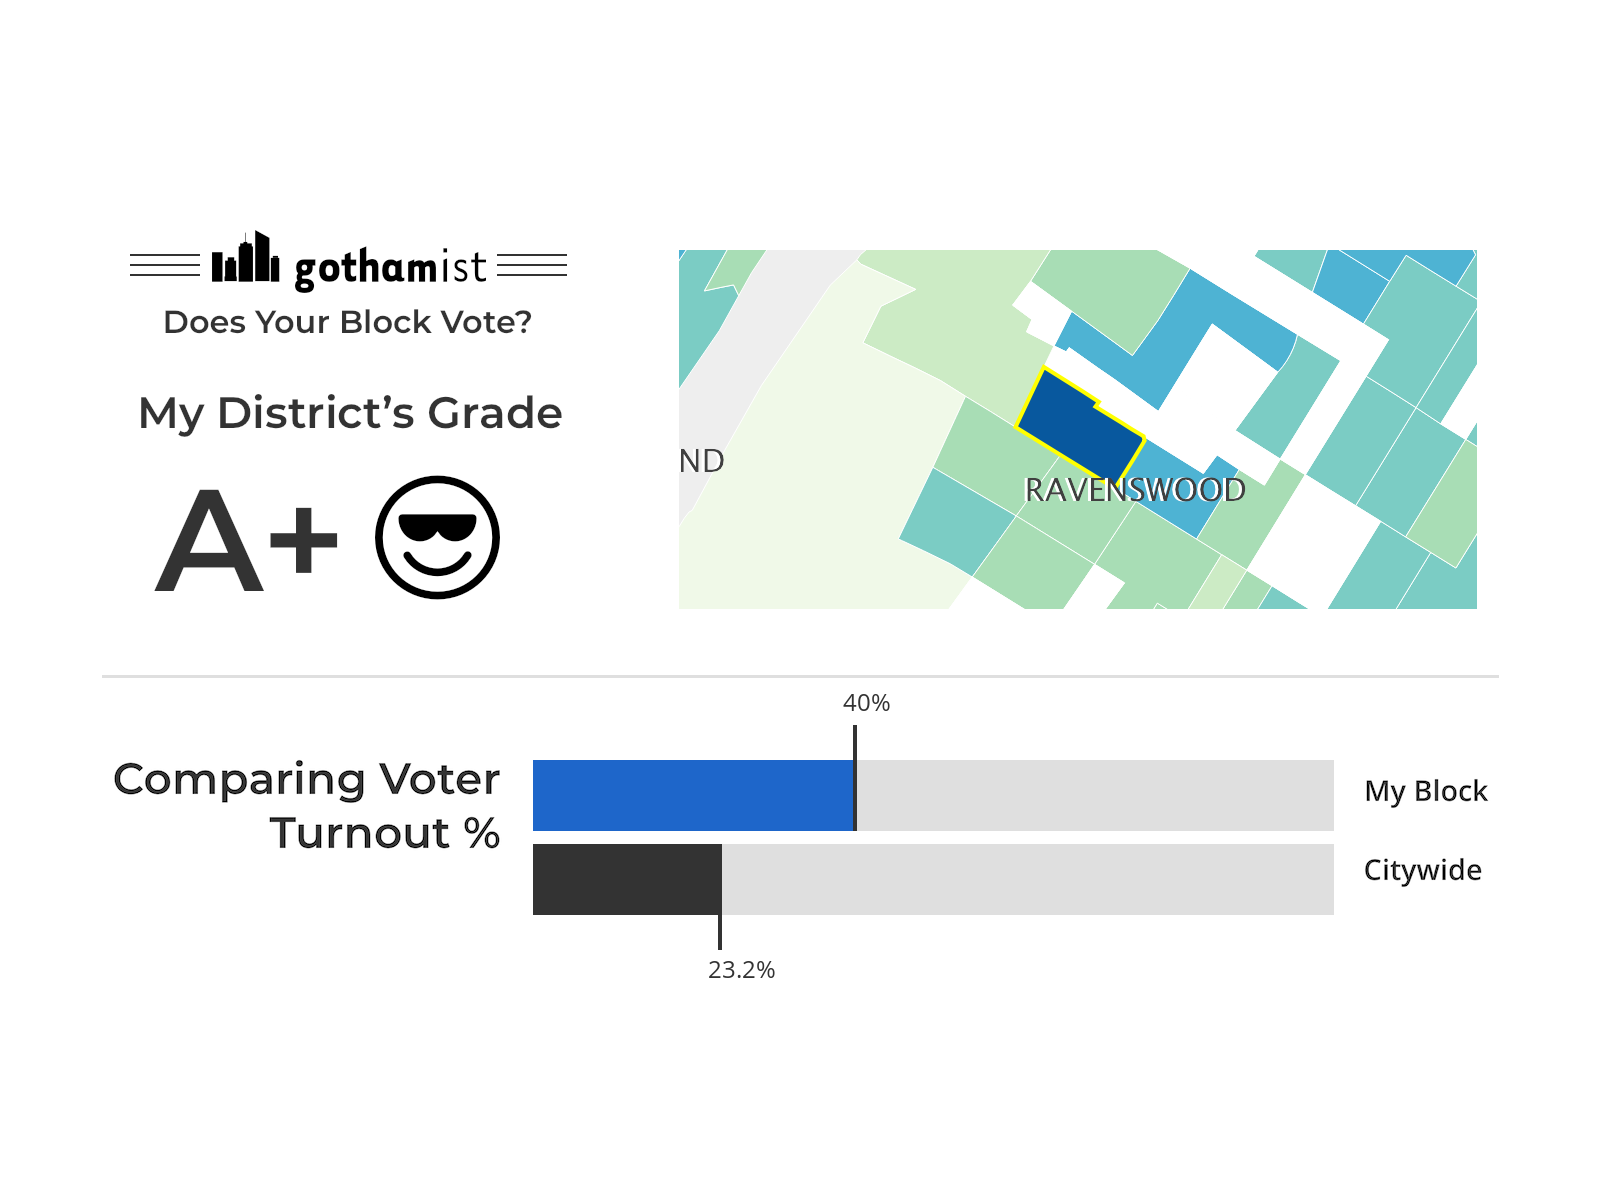 gothamist
Does Your Block Vote?
My District's Grade
A+
ND
RAVENSWOOD
40%
Comparing Voter
Turnout %
My Block
Citywide
23.2%